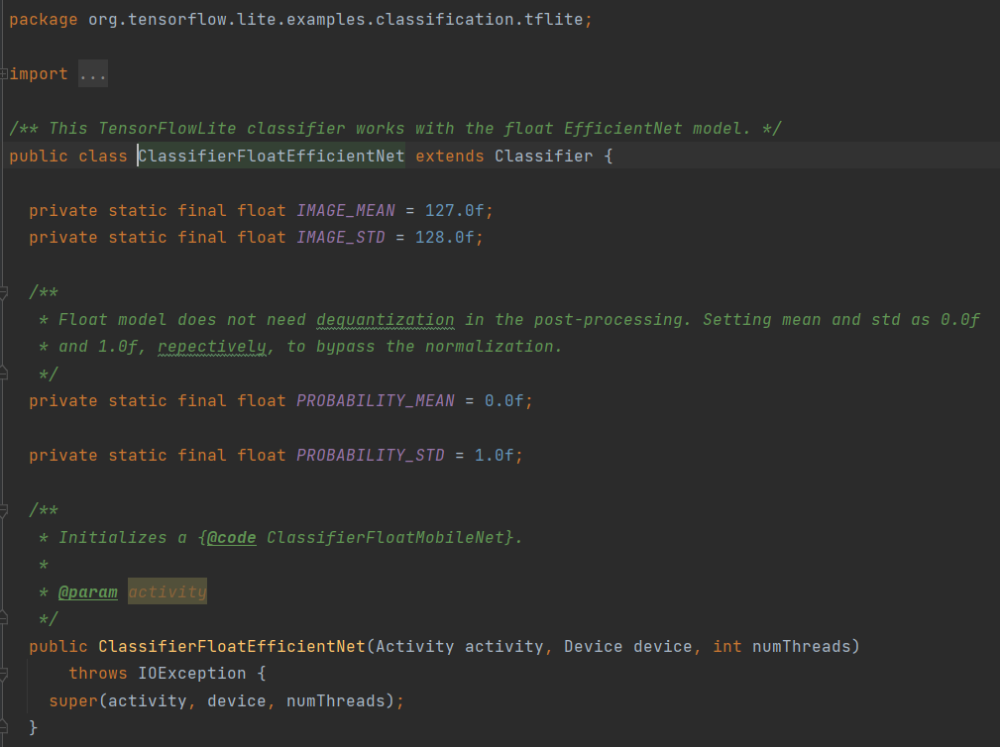 package org.tensorflow.lite.examples.classification.tflite;
import ...
/** This TensorFlowLite classifier works with the float EfficientNet model. */
public class ClassifierFloatEfficientNet extends Classifier {
private static final float IMAGE_MEAN = 127.0f;
private static final float IMAGE_STD = 128.0f;
/**
* Float model does not need dequantization in the post-processing. Setting mean and std as 0.0f
* and 1.0f, repectively, to bypass the normalization.
*/
private static final float PROBABILITY_MEAN = 0.0f;
private static final float PROBABILITY_STD = 1.0f;
/**
* Initializes a {@code ClassifierFloatMobileNet}.
*
* @param activity
*/
public ClassifierFloatEfficientNet(Activity activity, Device device, int numThreads)
throws IOException {
super(activity, device, numThreads);
}